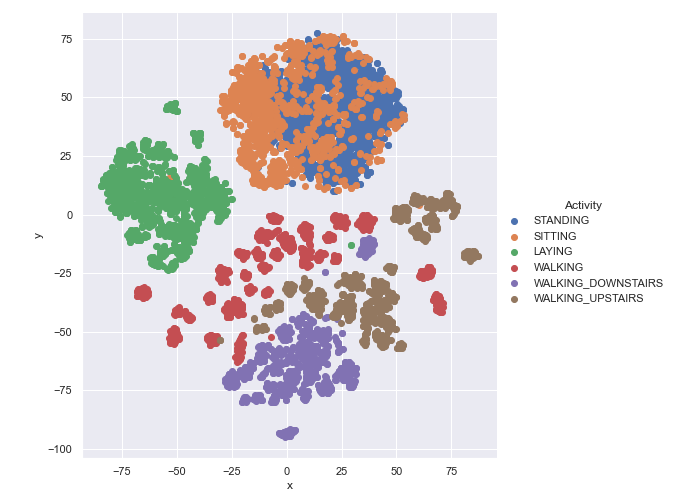 75
50
25
0
−25
−50
−75
−100
y
−75
−50
−25
0
25
50
75
x
Activity
STANDING
SITTING
LAYING
WALKING
WALKING_DOWNSTAIRS
WALKING_UPSTAIRS